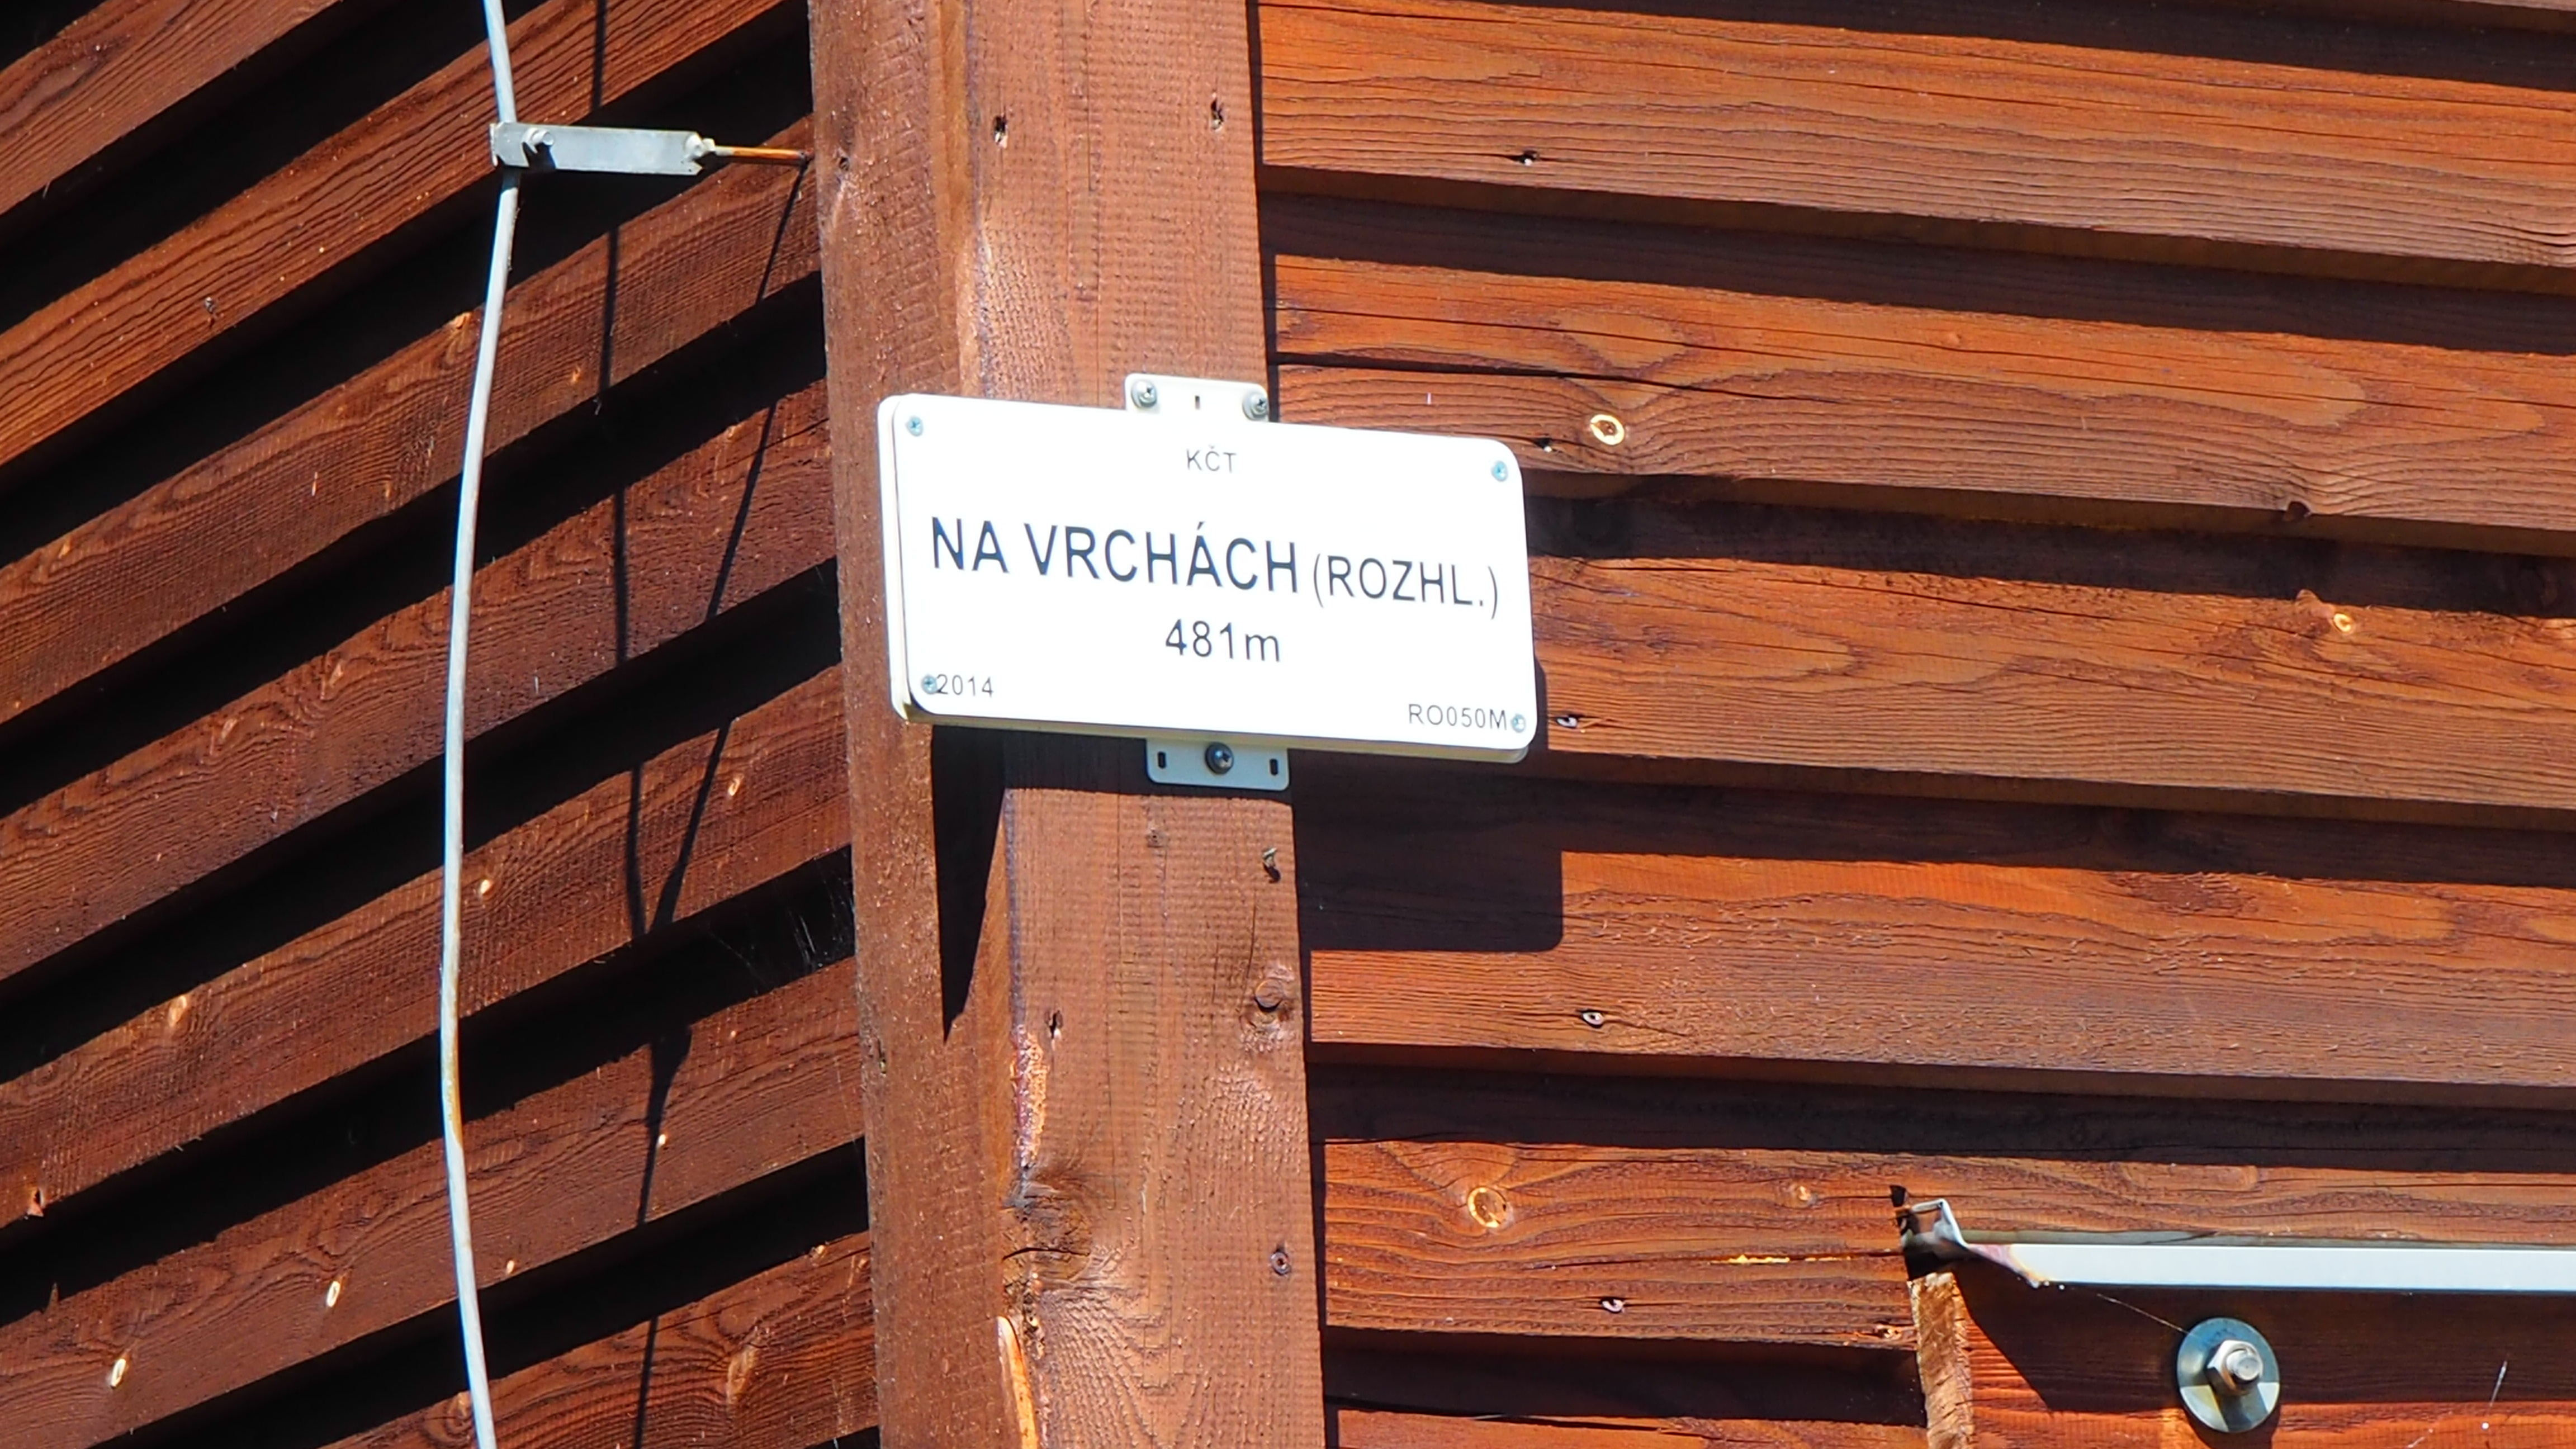 KČT
NA VRCHÁCH (ROZHL.)
481m
2014
RO050M